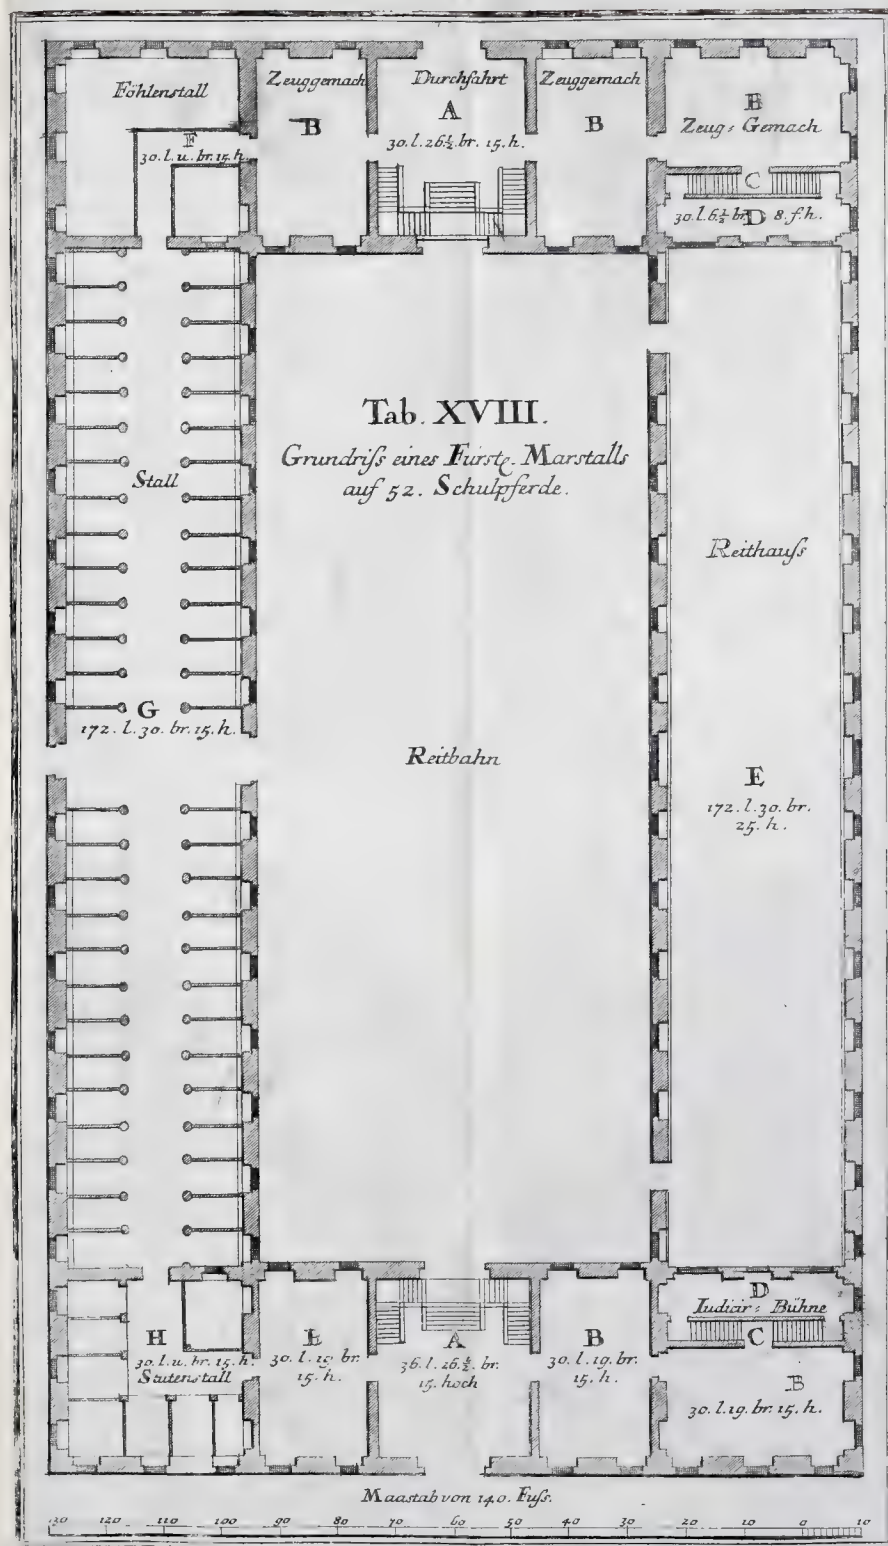 Föhlenstall
F
30. l. u. br. 15. h.
Zeuggemach
B
Durchfahrt
A
30. l. 26½. br. 15. h.
Zeuggemach
B
B
Zeug: Gemach
C
30. l. 6½ br. D 8. f. h.
Tab. XVIII.
Grundriſs eines Fürstl. Marstalls
auf 52. Schulpferde.
Stall
G
172. l. 30. br. 15. h.
Reitbahn
Reithauſs
E
172. l. 30. br.
25. h.
H
30. l. u. br. 15. h.
Stutenstall
B
30. l. 19. br.
15. h.
A
36. l. 26½. br.
15. hoch
B
30. l. 19. br.
15. h.
D
Iudicir: Bühne
C
B
30. l. 19. br. 15. h.
Maastab von 140. Fuſs.
130 120 110 100 90 80 70 60 50 40 30 20 10 0 10